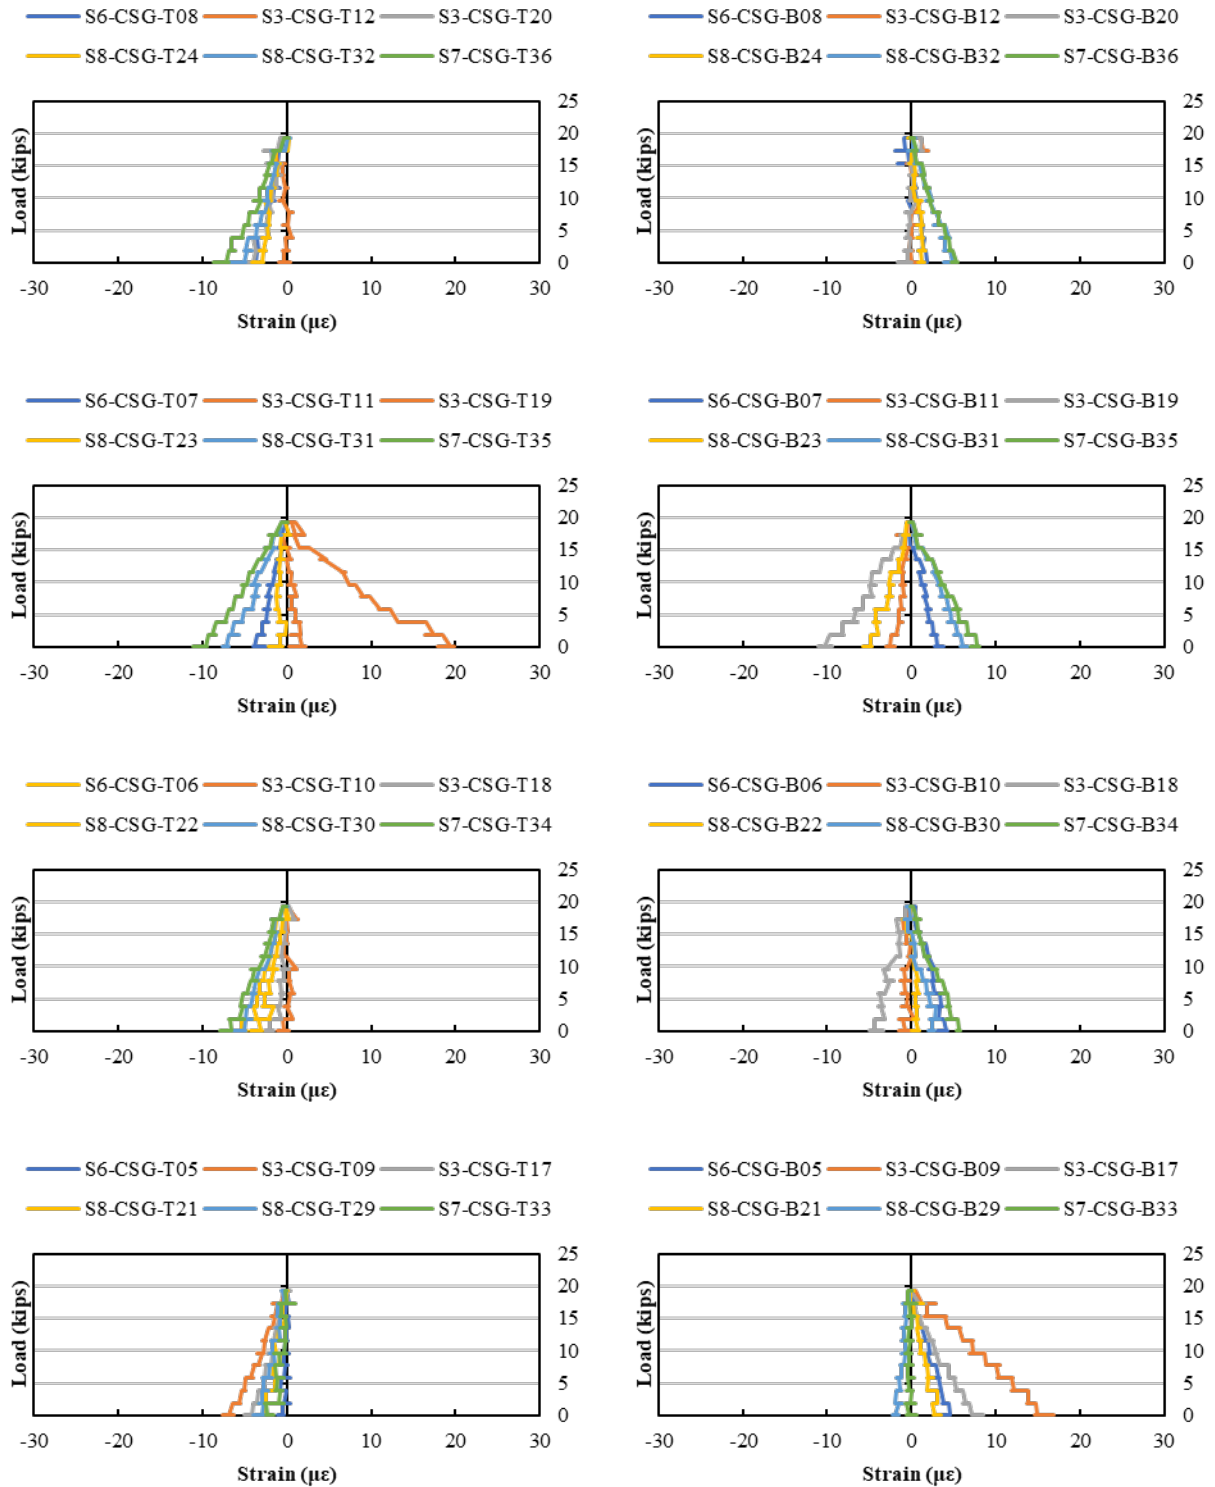 S6-CSG-T08 S3-CSG-T12 S3-CSG-T20
S8-CSG-T24 S8-CSG-T32 S7-CSG-T36
25
20
15
10
5
0
Load (kips)
-30 -20 -10 0 10 20 30
Strain (με)
S6-CSG-B08 S3-CSG-B12 S3-CSG-B20
S8-CSG-B24 S8-CSG-B32 S7-CSG-B36
25
20
15
10
5
0
Load (kips)
-30 -20 -10 0 10 20 30
Strain (με)
S6-CSG-T07 S3-CSG-T11 S3-CSG-T19
S8-CSG-T23 S8-CSG-T31 S7-CSG-T35
25
20
15
10
5
0
Load (kips)
-30 -20 -10 0 10 20 30
Strain (με)
S6-CSG-B07 S3-CSG-B11 S3-CSG-B19
S8-CSG-B23 S8-CSG-B31 S7-CSG-B35
25
20
15
10
5
0
Load (kips)
-30 -20 -10 0 10 20 30
Strain (με)
S6-CSG-T06 S3-CSG-T10 S3-CSG-T18
S8-CSG-T22 S8-CSG-T30 S7-CSG-T34
25
20
15
10
5
0
Load (kips)
-30 -20 -10 0 10 20 30
Strain (με)
S6-CSG-B06 S3-CSG-B10 S3-CSG-B18
S8-CSG-B22 S8-CSG-B30 S7-CSG-B34
25
20
15
10
5
0
Load (kips)
-30 -20 -10 0 10 20 30
Strain (με)
S6-CSG-T05 S3-CSG-T09 S3-CSG-T17
S8-CSG-T21 S8-CSG-T29 S7-CSG-T33
25
20
15
10
5
0
Load (kips)
-30 -20 -10 0 10 20 30
Strain (με)
S6-CSG-B05 S3-CSG-B09 S3-CSG-B17
S8-CSG-B21 S8-CSG-B29 S7-CSG-B33
25
20
15
10
5
0
Load (kips)
-30 -20 -10 0 10 20 30
Strain (με)